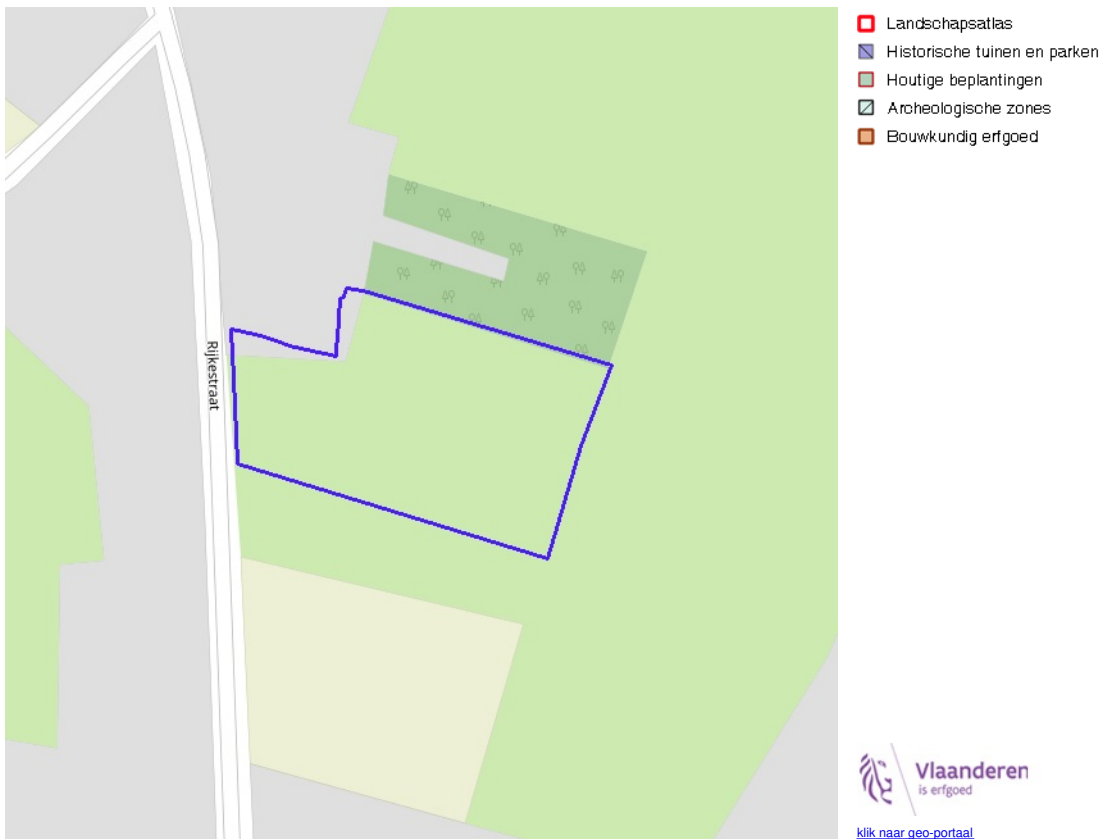 Landschapsatlas
Historische tuinen en parken
Houtige beplantingen
Archeologische zones
Bouwkundig erfgoed
Rijkestraat
Vlaanderen
is erfgoed
klik naar geo-portaal